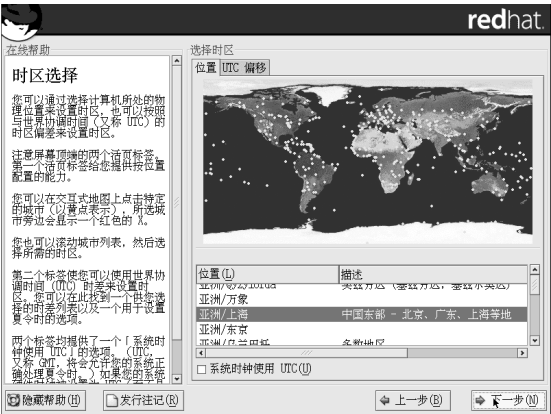 redhat.
在线帮助
时区选择
您可以通过选择计算机所处的物
理位置来设置时区，也可以按照
与世界协调时间（又称 UTC）的
时区偏差来设置时区。
注意屏幕顶端的两个活页标签。
第一个活页标签给您提供按位置
配置的能力。
您可以在交互式地图上点击特定
的城市（以黄点表示），所选城
市旁边会显示一个红色的 X。
您也可以滚动城市列表，然后选
择所需的时区。
第二个标签使您可以使用世界协
调时间（UTC）时差来设置时
区。您可以在此找到一个供您选
择的时差列表以及一个用于设置
夏令时的选项。
两个标签均提供了一个「系统时
钟使用 UTC」的选项。（UTC，
又称 GMT，将会允许您的系统正
确处理夏令时。）如果您的系统
选择时区
位置 UTC 偏移
位置(L) 描述
亚洲/万象
亚洲/上海 中国东部 - 北京、广东、上海等地
亚洲/东京
系统时钟使用 UTC(U)
隐藏帮助(H) 发行注记(R) 上一步(B) 下一步(N)